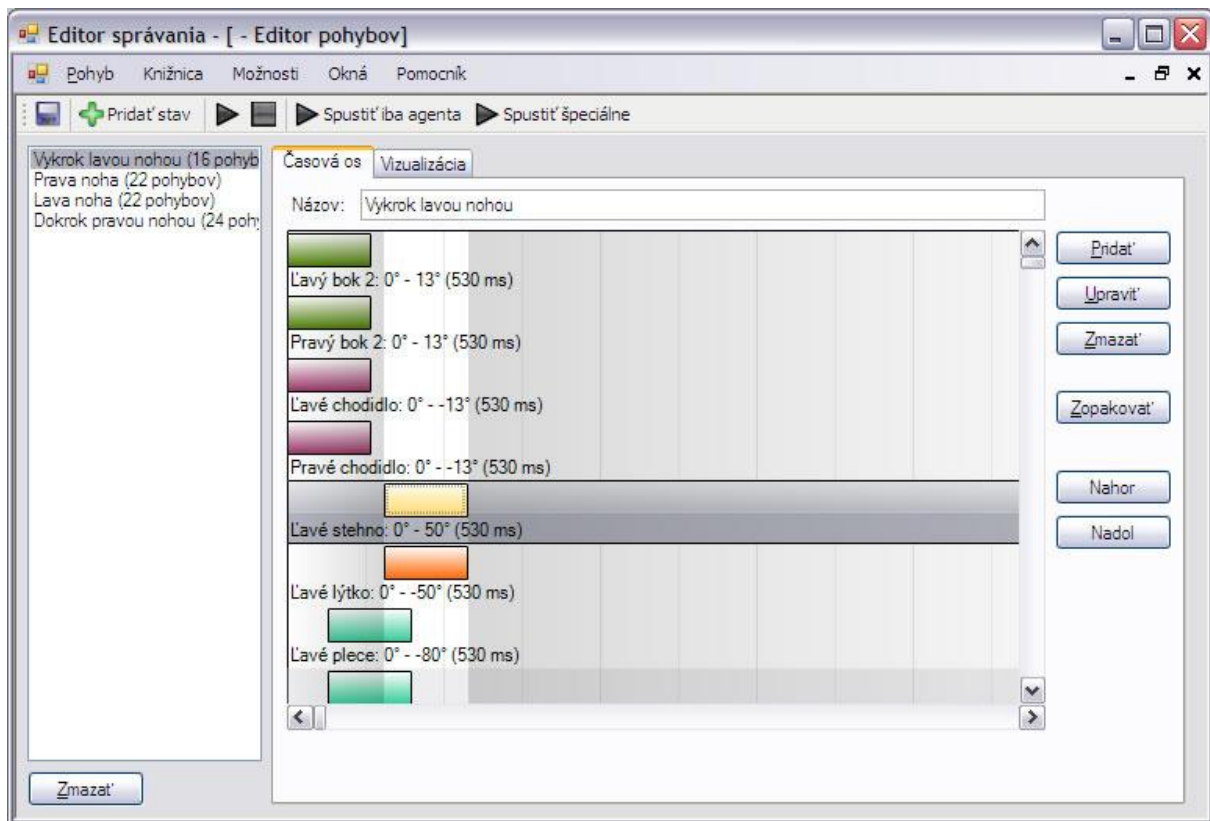 Editor správania - [ - Editor pohybov]
Pohyb Knižnica Možnosti Okná Pomocník
Pridať stav Spustiť iba agenta Spustiť špeciálne
Vykrok lavou nohou (16 pohyb
Prava noha (22 pohybov)
Lava noha (22 pohybov)
Dokrok pravou nohou (24 pohy
Zmazať
Časová os Vizualizácia
Názov: Vykrok lavou nohou
Ľavý bok 2: 0° - 13° (530 ms)
Pravý bok 2: 0° - 13° (530 ms)
Ľavé chodidlo: 0° - -13° (530 ms)
Pravé chodidlo: 0° - -13° (530 ms)
Ľavé stehno: 0° - 50° (530 ms)
Ľavé lýtko: 0° - -50° (530 ms)
Ľavé plece: 0° - -80° (530 ms)
Pridať
Upraviť
Zmazať
Zopakovať
Nahor
Nadol